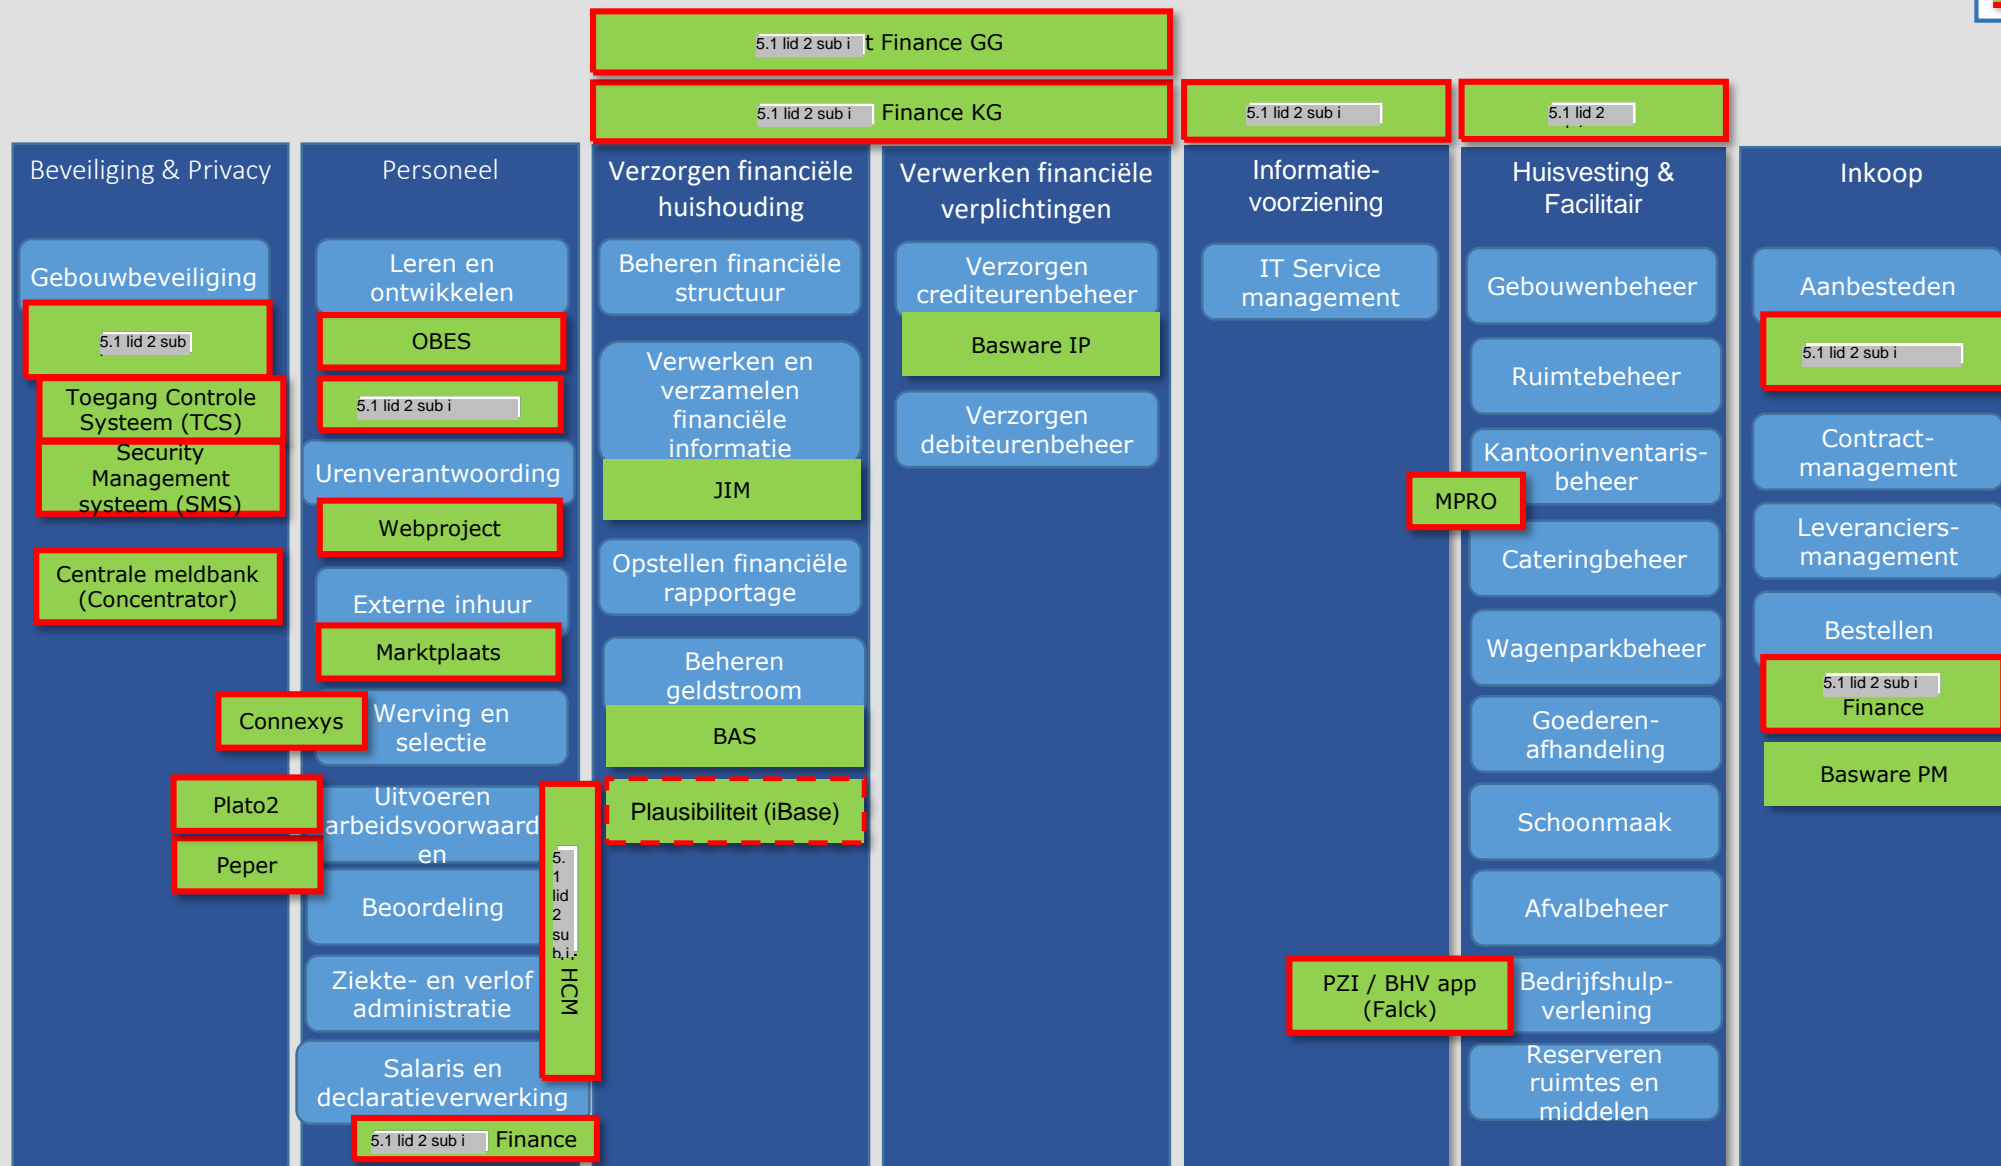 5.1 lid 2 sub i t Finance GG
5.1 lid 2 sub i Finance KG
5.1 lid 2 sub i
5.1 lid 2
Beveiliging & Privacy
Gebouwbeveiliging
5.1 lid 2 sub
Toegang Controle
Systeem (TCS)
Security
Management
systeem (SMS)
Centrale meldbank
(Concentrator)
Personeel
Leren en
ontwikkelen
OBES
5.1 lid 2 sub i
Urenverantwoording
Webproject
Externe inhuur
Marktplaats
Connexys
Werving en
selectie
Plato2
Uitvoeren
arbeidsvoorwaard
en
Peper
Beoordeling
Ziekte- en verlof
administratie
5.
1
lid
2
su
b i
HCM
Salaris en
declaratieverwerking
5.1 lid 2 sub i Finance
Verzorgen financiële
huishouding
Beheren financiële
structuur
Verwerken en
verzamelen
financiële
informatie
JIM
Opstellen financiële
rapportage
Beheren
geldstroom
BAS
Plausibiliteit (iBase)
Verwerken financiële
verplichtingen
Verzorgen
crediteurenbeheer
Basware IP
Verzorgen
debiteurenbeheer
Informatie-
voorziening
IT Service
management
Huisvesting &
Facilitair
Gebouwenbeheer
Ruimtebeheer
Kantoorinventaris-
beheer
MPRO
Cateringbeheer
Wagenparkbeheer
Goederen-
afhandeling
Schoonmaak
Afvalbeheer
PZI / BHV app
(Falck)
Bedrijfshulp-
verlening
Reserveren
ruimtes en
middelen
Inkoop
Aanbesteden
5.1 lid 2 sub i
Contract-
management
Leveranciers-
management
Bestellen
5.1 lid 2 sub i
Finance
Basware PM